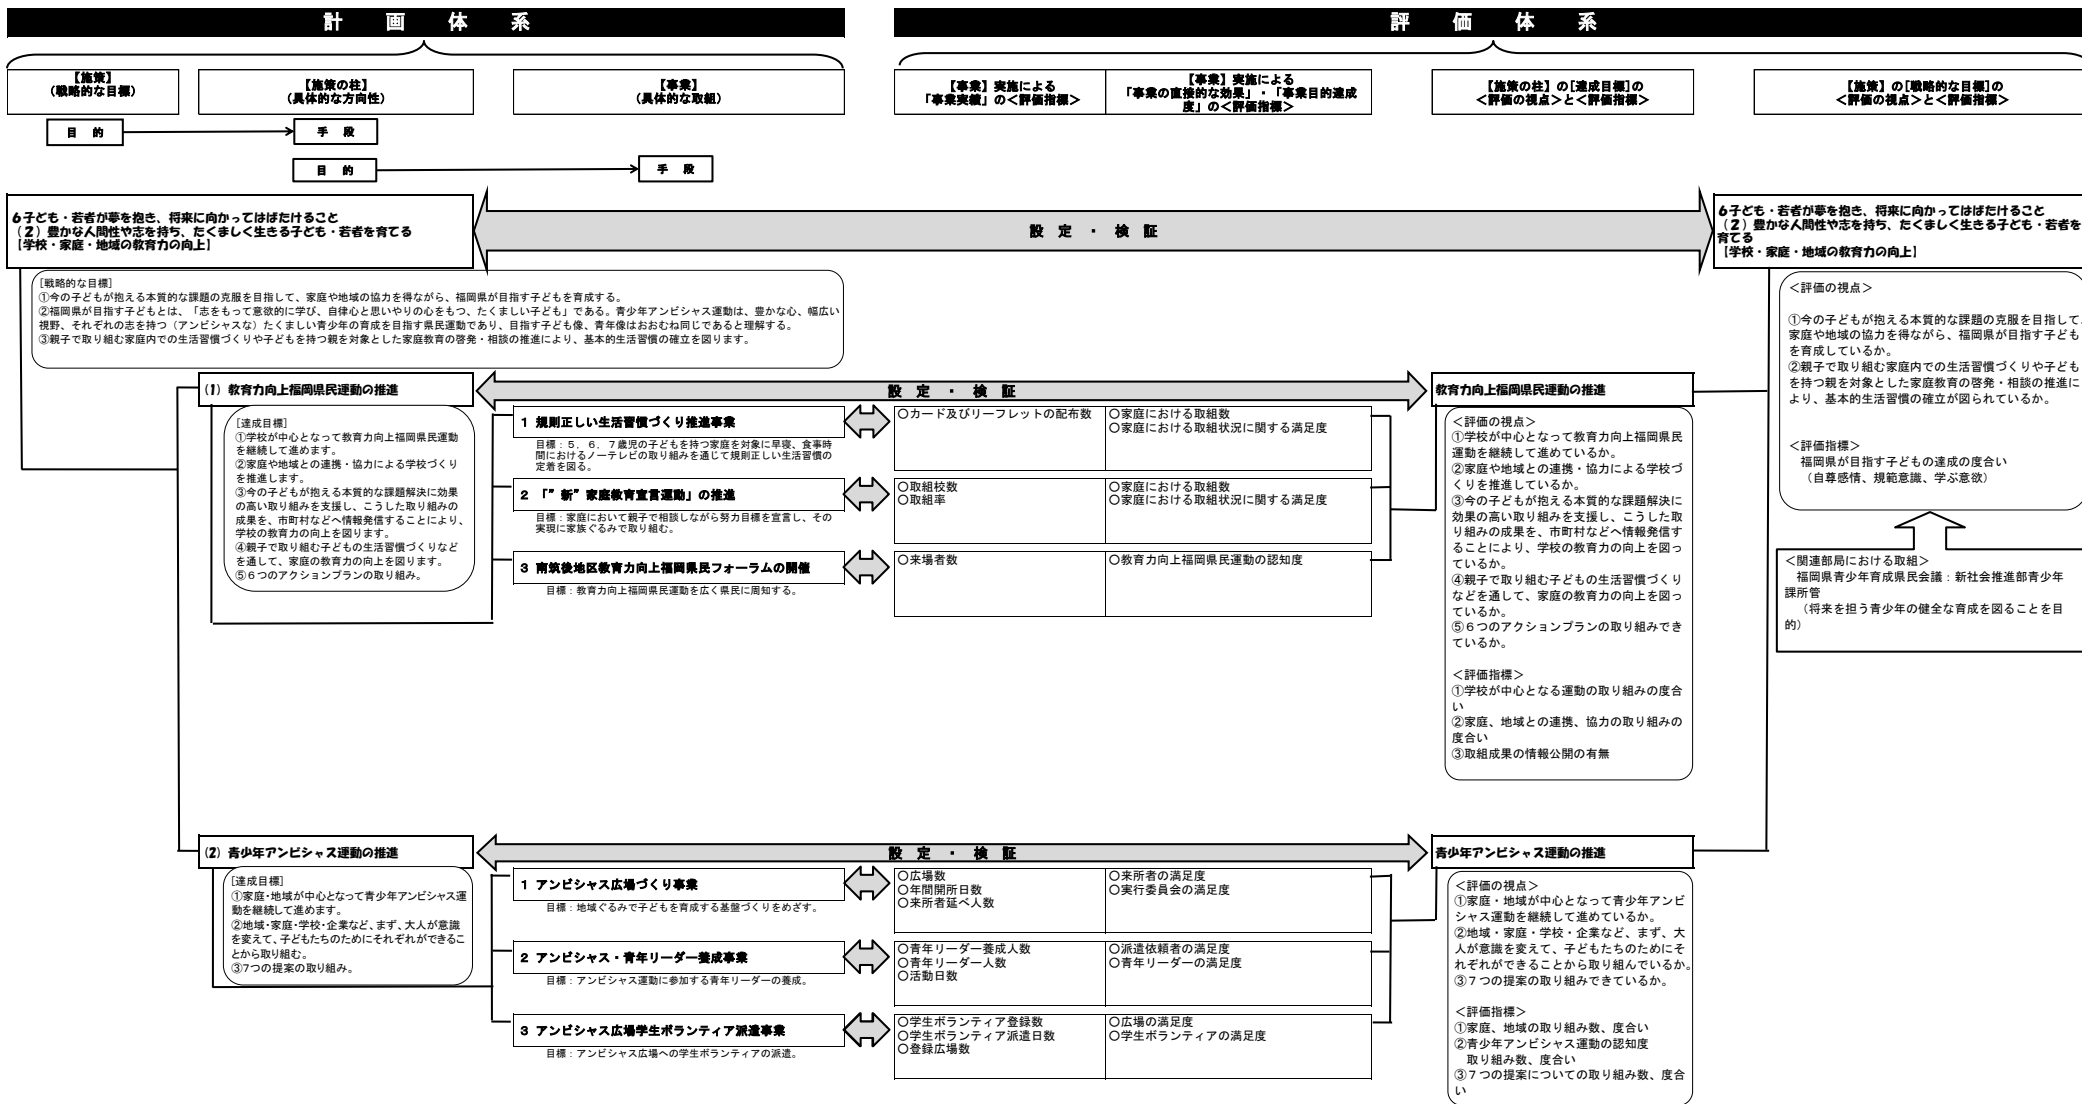 計 画 体 系
評 価 体 系
【施策】
(戦略的な目標)
【施策の柱】
(具体的な方向性)
【事業】
(具体的な取組)
【事業】実施による
「事業実績」の<評価指標>
【事業】実施による
「事業の直接的な効果」・「事業目的達成
度」の<評価指標>
【施策の柱】の[達成目標]の
<評価の視点>と<評価指標>
【施策】の[戦略的な目標]の
<評価の視点>と<評価指標>
目 的
手 段
目 的
手 段
6子ども・若者が夢を抱き、将来に向かってはばたけること
(2)豊かな人間性や志を持ち、たくましく生きる子ども・若者を育てる
[学校・家庭・地域の教育力の向上]
設 定 ・ 検 証
6子ども・若者が夢を抱き、将来に向かってはばたけること
(2)豊かな人間性や志を持ち、たくましく生きる子ども・若者を
育てる
[学校・家庭・地域の教育力の向上]
[戦略的な目標]
①今の子どもが抱える本質的な課題の克服を目指して、家庭や地域の協力を得ながら、福岡県が目指す子どもを育成する。
②福岡県が目指す子どもとは、「志をもって意欲的に学び、自律心と思いやりの心をもつ、たくましい子ども」である。青少年アンビシャス運動は、豊かな心、幅広い
視野、それぞれの志を持つ（アンビシャスな）たくましい青少年の育成を目指す県民運動であり、目指す子ども像、青年像はおおむね同じであると理解する。
③親子で取り組む家庭内での生活習慣づくりや子どもを持つ親を対象とした家庭教育の啓発・相談の推進により、基本的生活習慣の確立を図ります。
<評価の視点>
①今の子どもが抱える本質的な課題の克服を目指して、
家庭や地域の協力を得ながら、福岡県が目指す子ども
を育成しているか。
②親子で取り組む家庭内での生活習慣づくりや子ども
を持つ親を対象とした家庭教育の啓発・相談の推進に
より、基本的生活習慣の確立が図られているか。
<評価指標>
福岡県が目指す子どもの達成の度合い
（自尊感情、規範意識、学ぶ意欲）
<関連部局における取組>
福岡県青少年育成県民会議：新社会推進部青少年
課所管
（将来を担う青少年の健全な育成を図ることを目
的）
(1) 教育力向上福岡県民運動の推進
設 定 ・ 検 証
教育力向上福岡県民運動の推進
[達成目標]
①学校が中心となって教育力向上福岡県民運動
を継続して進めます。
②家庭や地域との連携・協力による学校づくり
を推進します。
③今の子どもが抱える本質的な課題解決に効果
の高い取り組みを支援し、こうした取り組みの
成果を、市町村などへ情報発信することにより、
学校の教育力の向上を図ります。
④親子で取り組む子どもの生活習慣づくりなど
を通して、家庭の教育力の向上を図ります。
⑤６つのアクションプランの取り組み。
1 規則正しい生活習慣づくり推進事業
目標：５，６，７歳児の子どもを持つ家庭を対象に早寝、食事時
間におけるノーテレビの取り組みを通じて規則正しい生活習慣の
定着を図る。
○カード及びリーフレットの配布数
○家庭における取組数
○家庭における取組状況に関する満足度
2 「”新”家庭教育宣言運動」の推進
目標：家庭において親子で相談しながら努力目標を宣言し、その
実現に家族ぐるみで取り組む。
○取組校数
○取組率
○家庭における取組数
○家庭における取組状況に関する満足度
3 南筑後地区教育力向上福岡県民フォーラムの開催
目標：教育力向上福岡県民運動を広く県民に周知する。
○来場者数
○教育力向上福岡県民運動の認知度
<評価の視点>
①学校が中心となって教育力向上福岡県民
運動を継続して進めているか。
②家庭や地域との連携・協力による学校づ
くりを推進しているか。
③今の子どもが抱える本質的な課題解決に
効果の高い取り組みを支援し、こうした取
り組みの成果を、市町村などへ情報発信す
ることにより、学校の教育力の向上を図っ
ているか。
④親子で取り組む子どもの生活習慣づくり
などを通して、家庭の教育力の向上を図っ
ているか。
⑤６つのアクションプランの取り組みでき
ているか。
<評価指標>
①学校が中心となる運動の取り組みの度合
い
②家庭、地域との連携、協力の取り組みの
度合い
③取組成果の情報公開の有無
(2) 青少年アンビシャス運動の推進
設 定 ・ 検 証
青少年アンビシャス運動の推進
[達成目標]
①家庭・地域が中心となって青少年アンビシャス運
動を継続して進めます。
②地域・家庭・学校・企業など、まず、大人が意識
を変えて、子どもたちのためにそれぞれができるこ
とから取り組む。
③７つの提案の取り組み。
1 アンビシャス広場づくり事業
目標：地域ぐるみで子どもを育成する基盤づくりをめざす。
○広場数
○年間開所日数
○来所者延べ人数
○来所者の満足度
○実行委員会の満足度
2 アンビシャス・青年リーダー養成事業
目標：アンビシャス運動に参加する青年リーダーの養成。
○青年リーダー養成人数
○青年リーダー人数
○活動日数
○派遣依頼者の満足度
○青年リーダーの満足度
3 アンビシャス広場学生ボランティア派遣事業
目標：アンビシャス広場への学生ボランティアの派遣。
○学生ボランティア登録数
○学生ボランティア派遣日数
○登録広場数
○広場の満足度
○学生ボランティアの満足度
<評価の視点>
①家庭・地域が中心となって青少年アンビ
シャス運動を継続して進めているか。
②地域・家庭・学校・企業など、まず、大
人が意識を変えて、子どもたちのためにそ
れぞれができることから取り組んでいるか。
③７つの提案の取り組みできているか。
<評価指標>
①家庭、地域の取り組み数、度合い
②青少年アンビシャス運動の認知度
取り組み数、度合い
③７つの提案についての取り組み数、度合
い